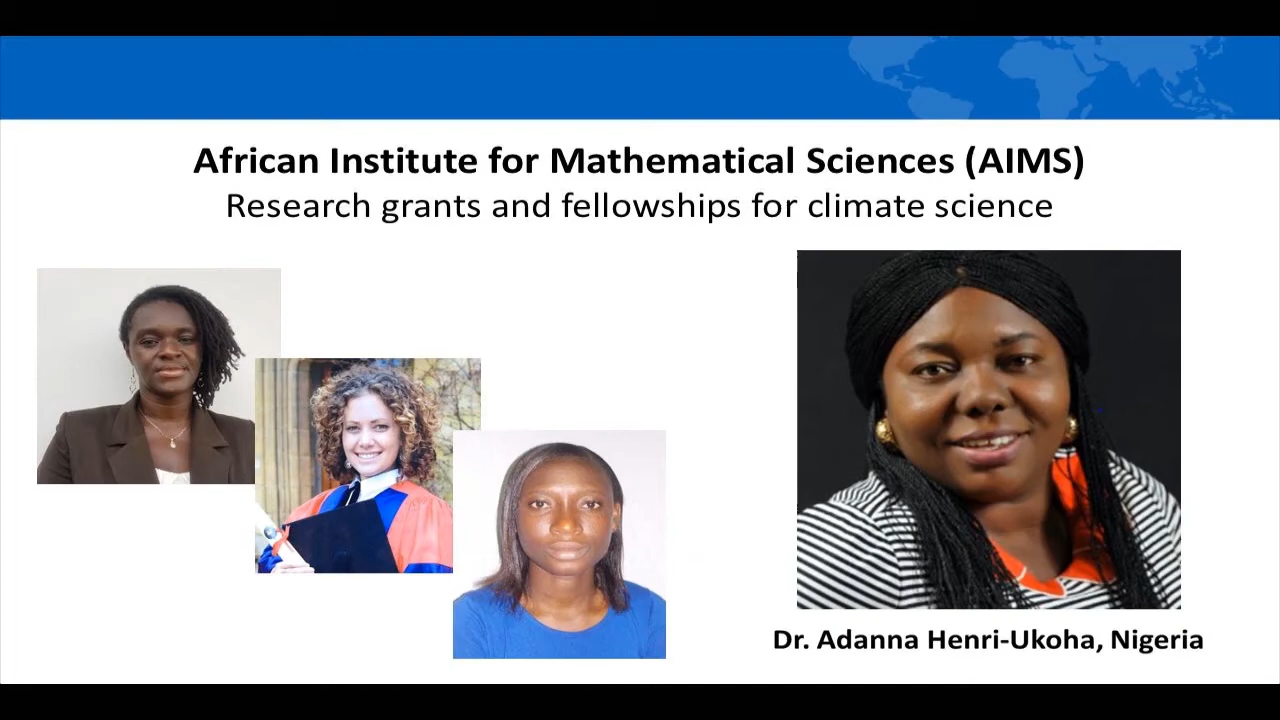 African Institute for Mathematical Sciences (AIMS)
Research grants and fellowships for climate science
Dr. Adanna Henri-Ukoha, Nigeria